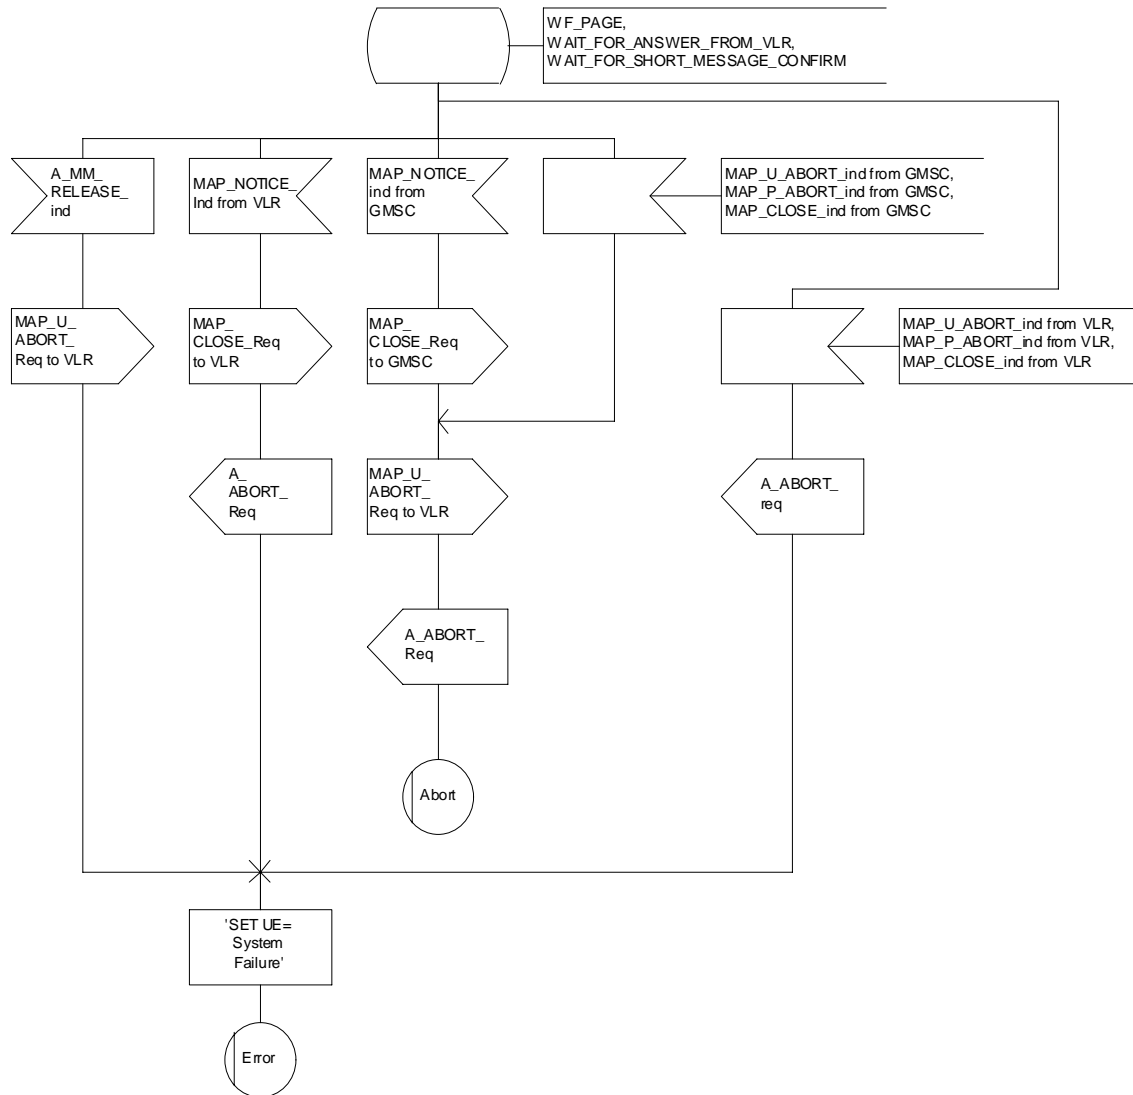 WF_PAGE,
WAIT_FOR_ANSWER_FROM_VLR,
WAIT_FOR_SHORT_MESSAGE_CONFIRM
A_MM_
RELEASE_
ind
MAP_NOTICE_
Ind from VLR
MAP_NOTICE_
ind from
GMSC
MAP_U_ABORT_ind from GMSC,
MAP_P_ABORT_ind from GMSC,
MAP_CLOSE_ind from GMSC
MAP_U_
ABORT_
Req to VLR
MAP_
CLOSE_Req
to VLR
MAP_
CLOSE_Req
to GMSC
MAP_U_ABORT_ind from VLR,
MAP_P_ABORT_ind from VLR,
MAP_CLOSE_ind from VLR
A_
ABORT_
Req
MAP_U_
ABORT_
Req to VLR
A_ABORT_
req
A_ABORT_
Req
Abort
'SET UE=
System
Failure'
Error